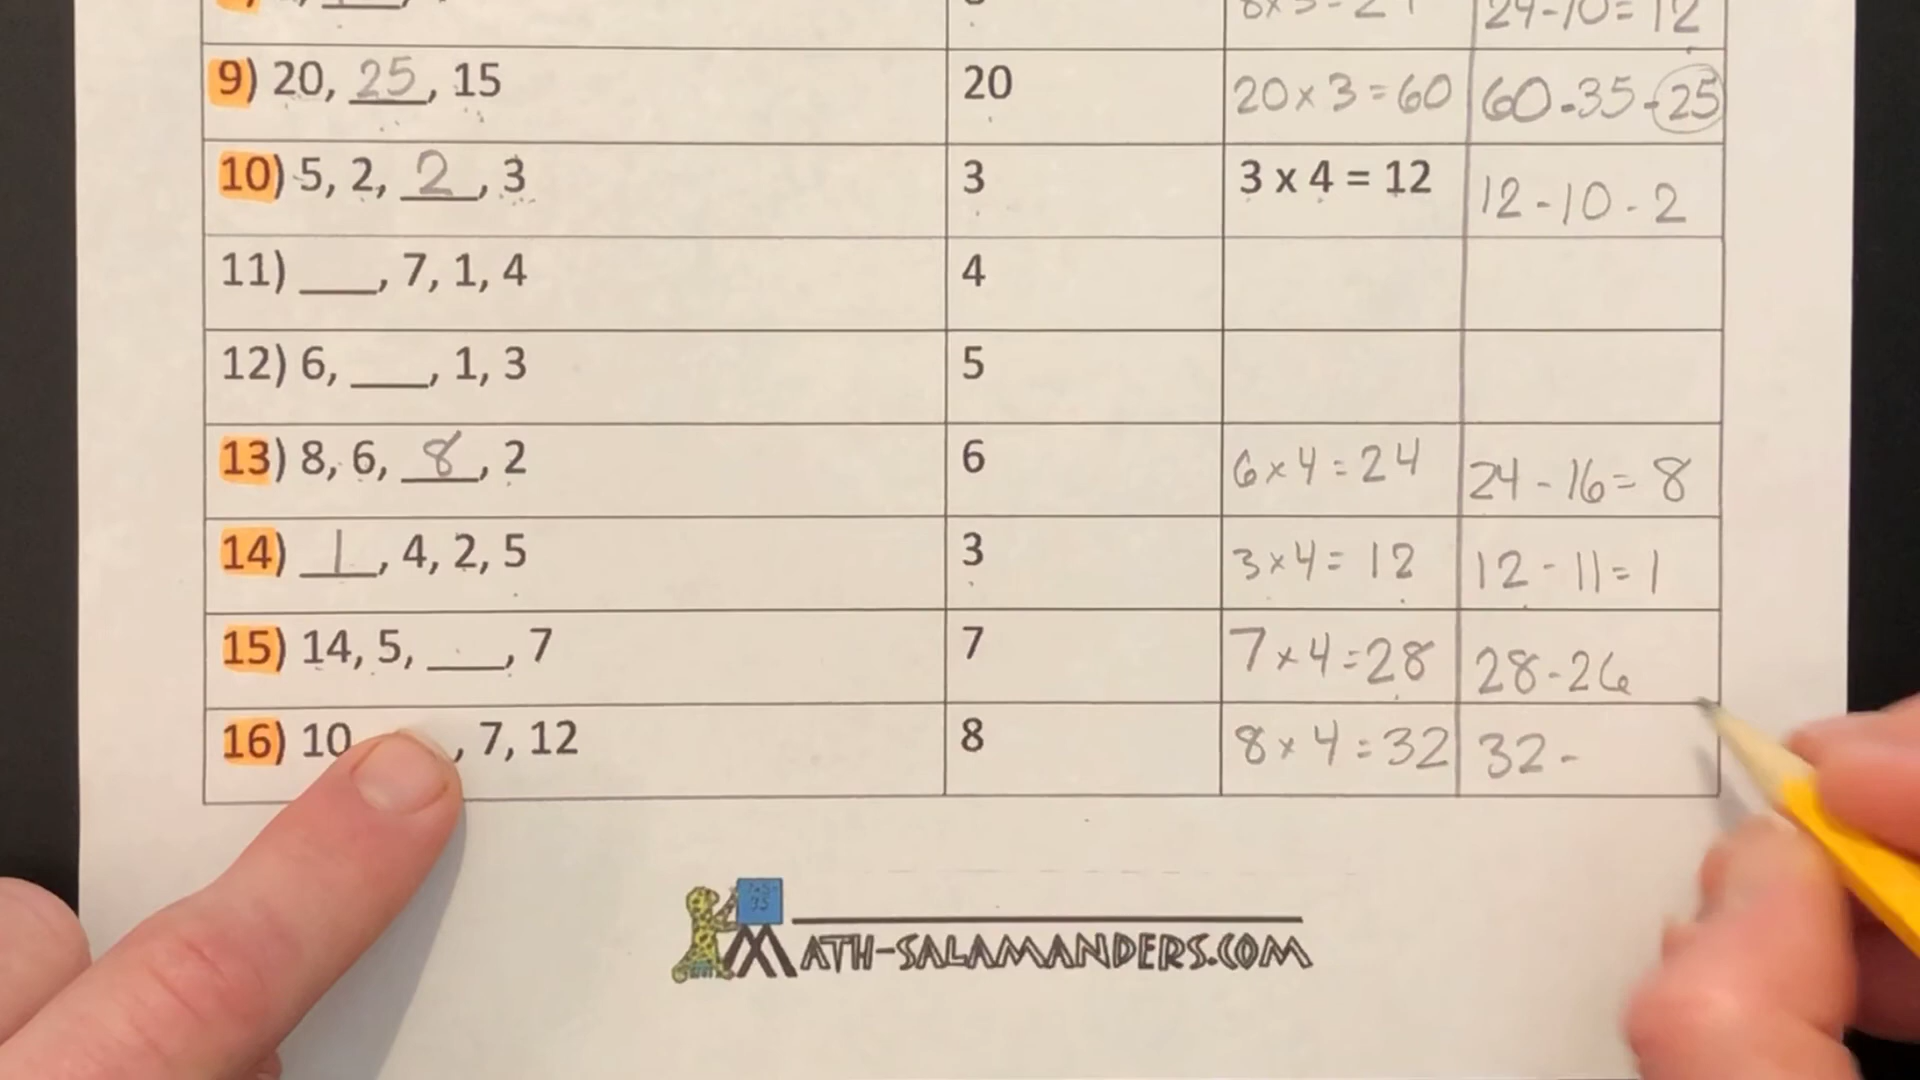 24-10=12
9) 20, 25, 15 20 20×3=60 60-35-25
10) 5, 2, 2, 3 3 3 x 4 = 12 12-10-2
11) ___, 7, 1, 4 4
12) 6, ___, 1, 3 5
13) 8, 6, 8, 2 6 6×4=24 24-16=8
14) 1, 4, 2, 5 3 3×4=12 12-11=1
15) 14, 5, ___, 7 7 7×4=28 28-26
16) 10 , 7, 12 8 8×4=32 32-
MATH-SALAMANDERS.COM